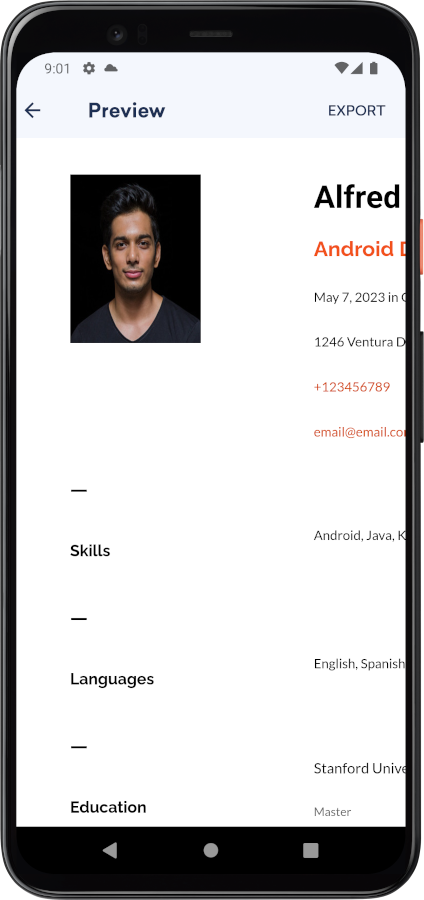 9:01
Preview
EXPORT
Alfred
Android
May 7, 2023 in
1246 Ventura
+123456789
email@email.co
Skills
Android, Java,
Languages
English, Spanish
Education
Stanford Unive
Master